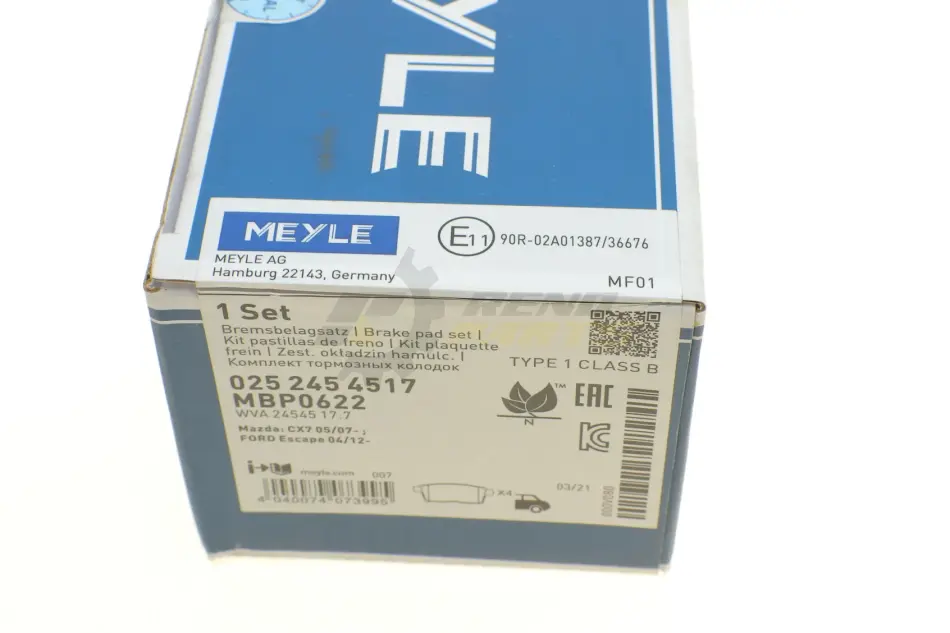 MEYLE
MEYLE
MEYLE AG
Hamburg 22143, Germany
E11 90R-02A01387/36676
MF01
1 Set
Bremsbelagsatz | Brake pad set |
Kit pastillas de freno | Kit plaquette
frein | Zest. okładzin hamulc. |
Комплект тормозных колодок
TYPE 1 CLASS B
025 245 4517
MBP0622
WVA 24545 17.7
Mazda: CX7 05/07- ;
FORD Escape 04/12-
™
N
EAC
meyle.com 007
4 040074 073995
X4
03/21